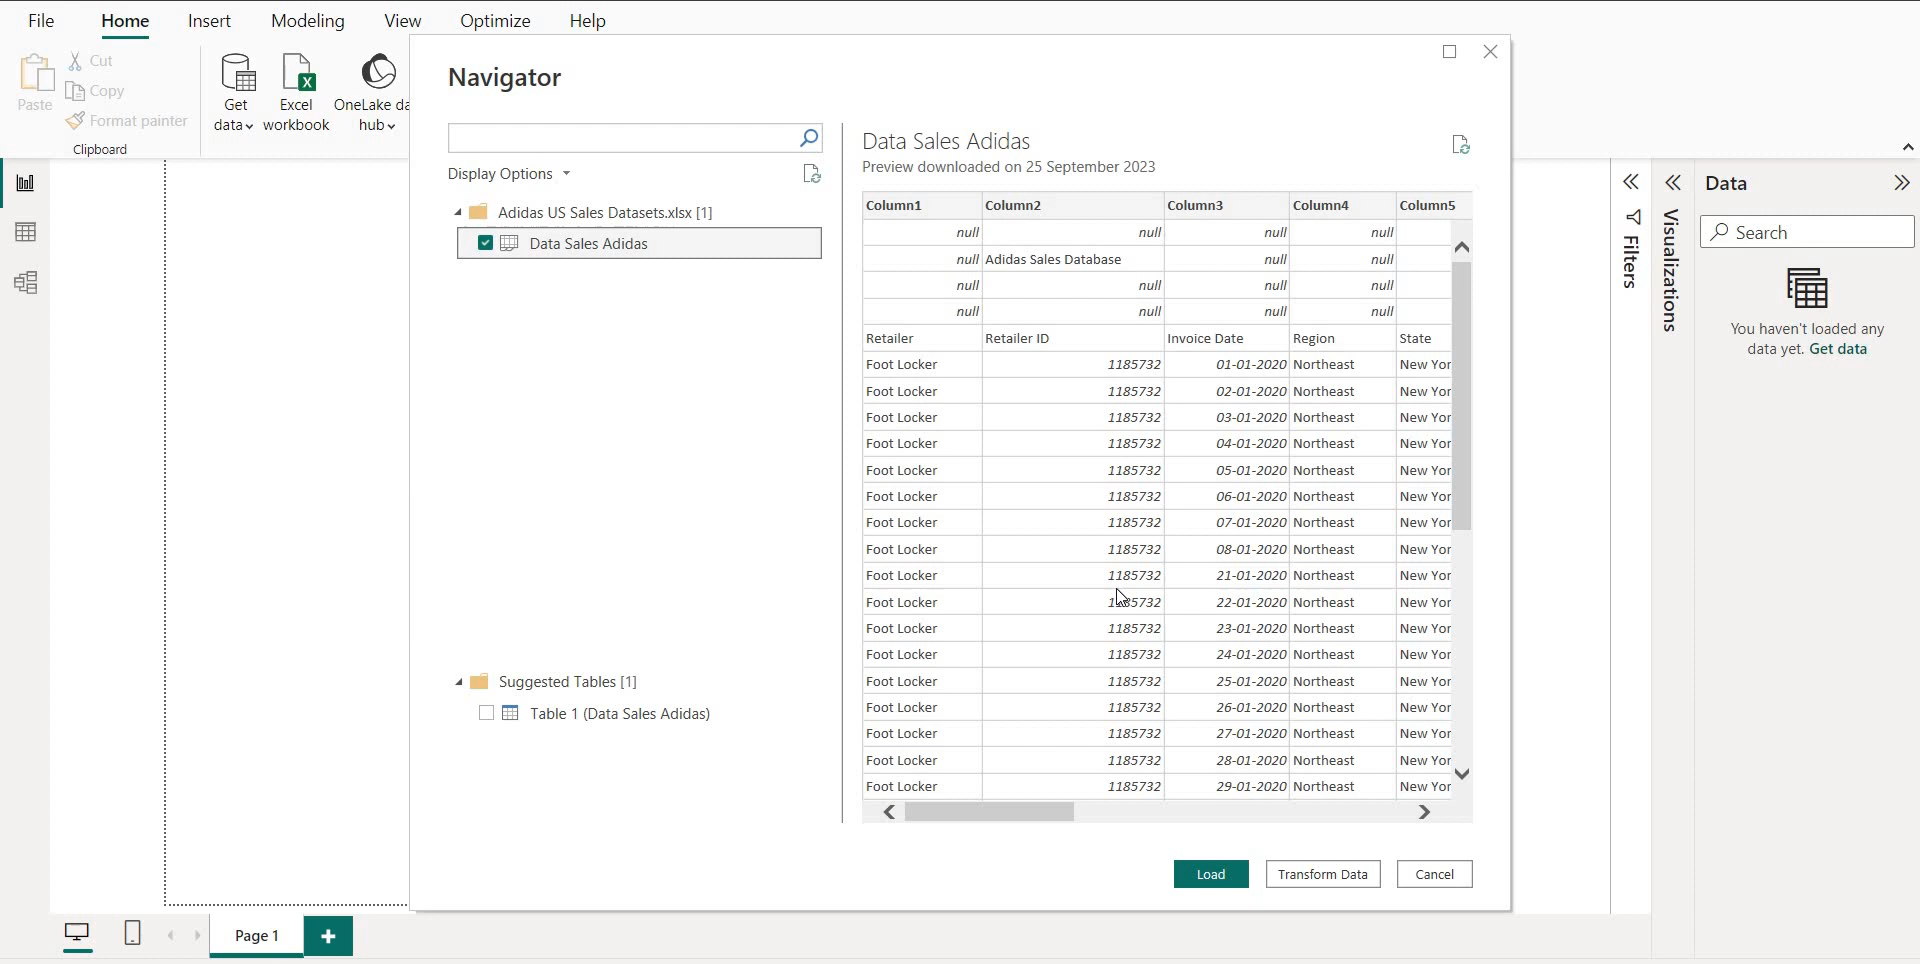 File Home Insert Modeling View Optimize Help
Paste
Cut
Copy
Format painter
Clipboard
Get data
Excel workbook
OneLake da
hub
Navigator
Display Options
Adidas US Sales Datasets.xlsx [1]
Data Sales Adidas
Suggested Tables [1]
Table 1 (Data Sales Adidas)
Data Sales Adidas
Preview downloaded on 25 September 2023
Column1 Column2 Column3 Column4 Column5
null null null null
null Adidas Sales Database null null
null null null null
null null null null
Retailer Retailer ID Invoice Date Region State
Foot Locker 1185732 01-01-2020 Northeast New Yor
Foot Locker 1185732 02-01-2020 Northeast New Yor
Foot Locker 1185732 03-01-2020 Northeast New Yor
Foot Locker 1185732 04-01-2020 Northeast New Yor
Foot Locker 1185732 05-01-2020 Northeast New Yor
Foot Locker 1185732 06-01-2020 Northeast New Yor
Foot Locker 1185732 07-01-2020 Northeast New Yor
Foot Locker 1185732 08-01-2020 Northeast New Yor
Foot Locker 1185732 21-01-2020 Northeast New Yor
Foot Locker 1185732 22-01-2020 Northeast New Yor
Foot Locker 1185732 23-01-2020 Northeast New Yor
Foot Locker 1185732 24-01-2020 Northeast New Yor
Foot Locker 1185732 25-01-2020 Northeast New Yor
Foot Locker 1185732 26-01-2020 Northeast New Yor
Foot Locker 1185732 27-01-2020 Northeast New Yor
Foot Locker 1185732 28-01-2020 Northeast New Yor
Foot Locker 1185732 29-01-2020 Northeast New Yor
Load Transform Data Cancel
Filters
Visualizations
Data
Search
You haven't loaded any
data yet. Get data
Page 1